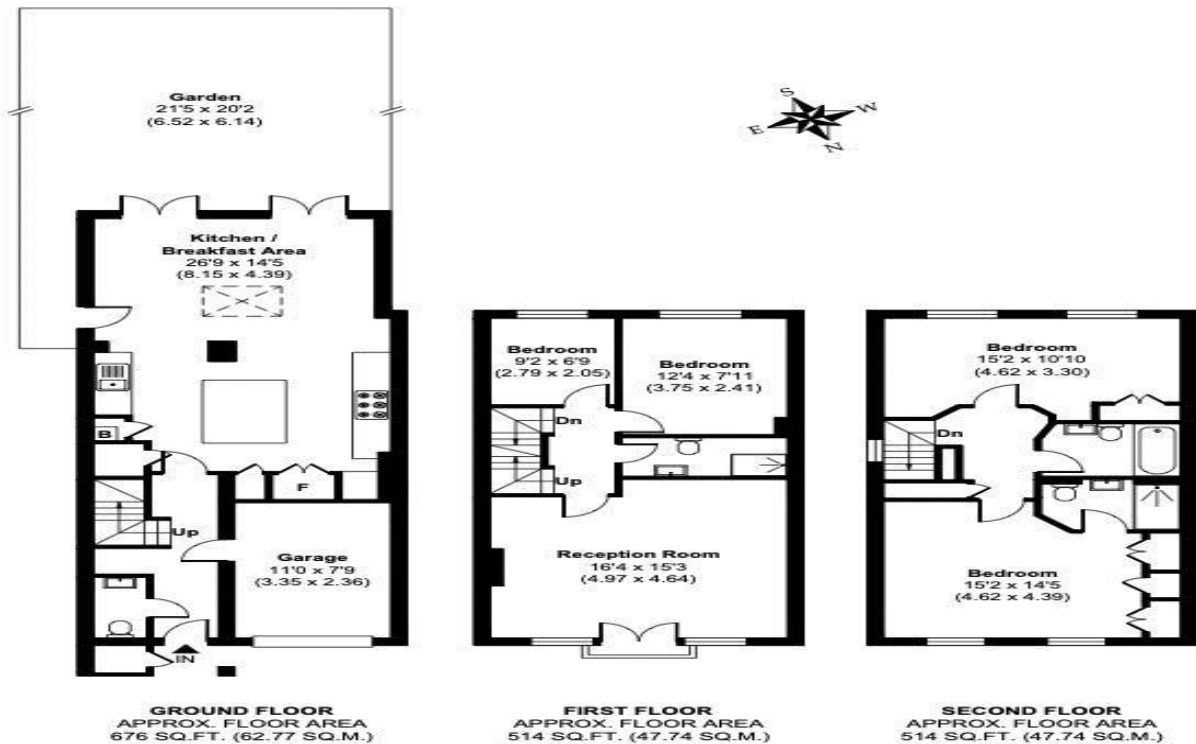 Garden
21'5 x 20'2
(6.52 x 6.14)
S
W
E
N
Kitchen /
Breakfast Area
26'9 x 14'5
(8.15 x 4.39)
B
F
Up
Garage
11'0 x 7'9
(3.35 x 2.36)
IN
GROUND FLOOR
APPROX. FLOOR AREA
676 SQ.FT. (62.77 SQ.M.)
Bedroom
9'2 x 6'9
(2.79 x 2.05)
Bedroom
12'4 x 7'11
(3.75 x 2.41)
Dn
Up
Reception Room
16'4 x 15'3
(4.97 x 4.64)
FIRST FLOOR
APPROX. FLOOR AREA
514 SQ.FT. (47.74 SQ.M.)
Bedroom
15'2 x 10'10
(4.62 x 3.30)
Dn
Bedroom
15'2 x 14'5
(4.62 x 4.39)
SECOND FLOOR
APPROX. FLOOR AREA
514 SQ.FT. (47.74 SQ.M.)